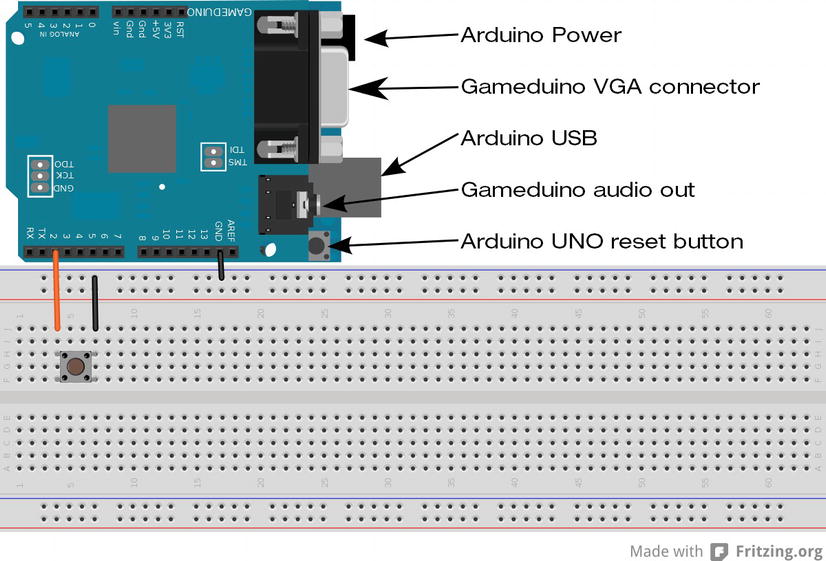 5 4 3 2 1 0
ANALOG IN
Vin Gnd Gnd +5V 3V3 RST
GAMEDUINO
Arduino Power
Gameduino VGA connector
Arduino USB
Gameduino audio out
Arduino UNO reset button
TDI
TMS
TDO
TCK
GND
RX TX 2 3 4 5 6 7 8 9 10 11 12 13 GND AREF
1 5 10 15 20 25 30 35 40 45 50 55 60
J J
I I
H H
G G
F F
E E
D D
C C
B B
A A
1 5 10 15 20 25 30 35 40 45 50 55 60
Made with F Fritzing.org